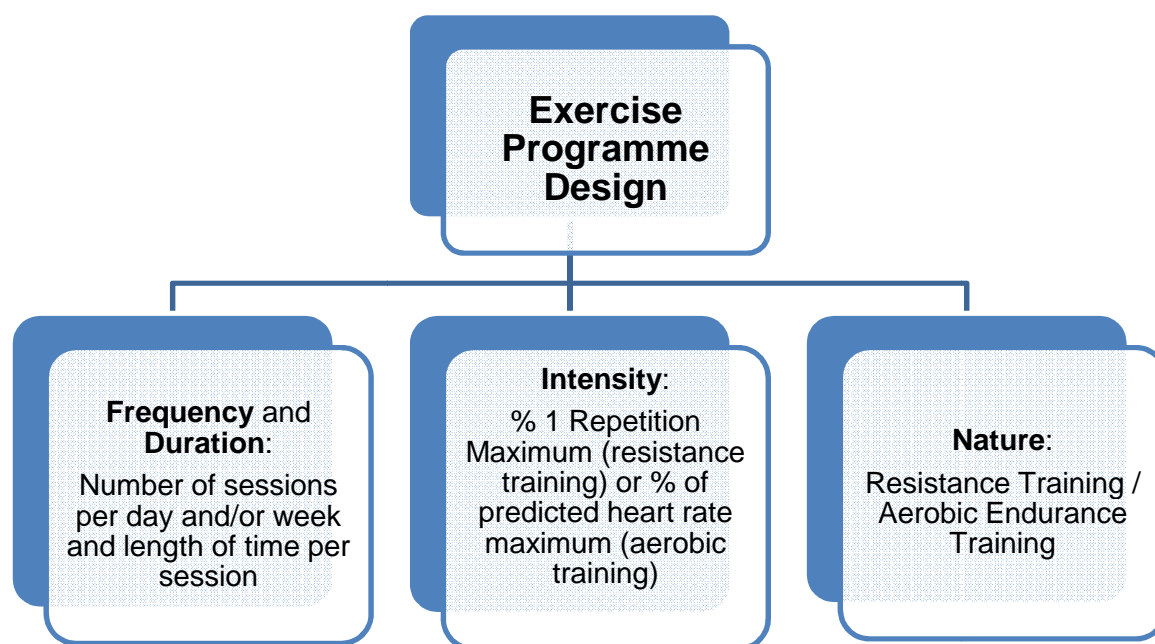 Exercise
Programme
Design
Frequency and
Duration:
Number of sessions
per day and/or week
and length of time per
session
Intensity:
% 1 Repetition
Maximum (resistance
training) or % of
predicted heart rate
maximum (aerobic
training)
Nature:
Resistance Training /
Aerobic Endurance
Training